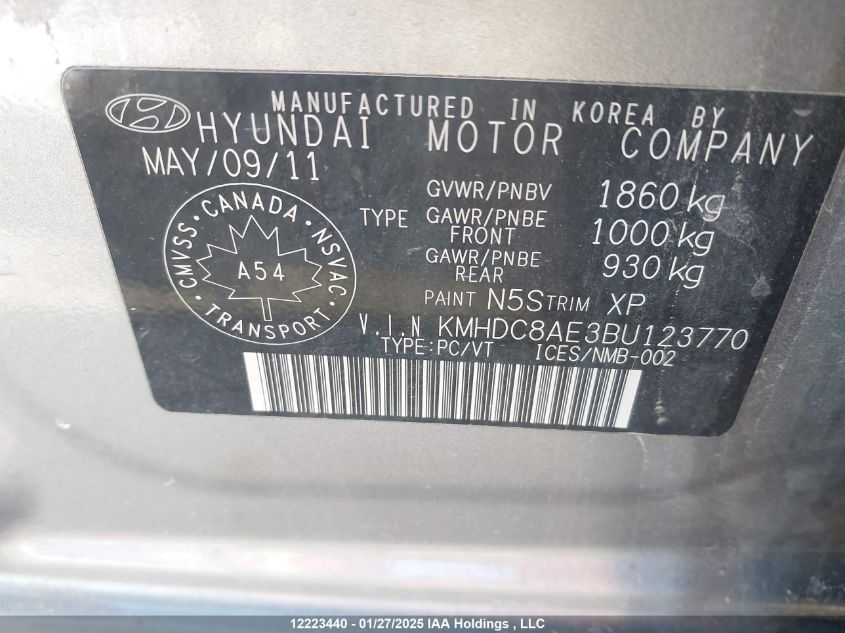 MANUFACTURED IN KOREA BY
HYUNDAI MOTOR COMPANY
MAY/09/11
GVWR/PNBV 1860 kg
TYPE GAWR/PNBE FRONT 1000 kg
GAWR/PNBE REAR 930 kg
PAINT N5S TRIM XP
V.I.N KMHDC8AE3BU123770
TYPE:PC/VT ICES/NMB-002
CMVSS · CANADA · NSVAC · TRANSPORT ·
A54
12223440 - 01/27/2025 IAA Holdings , LLC